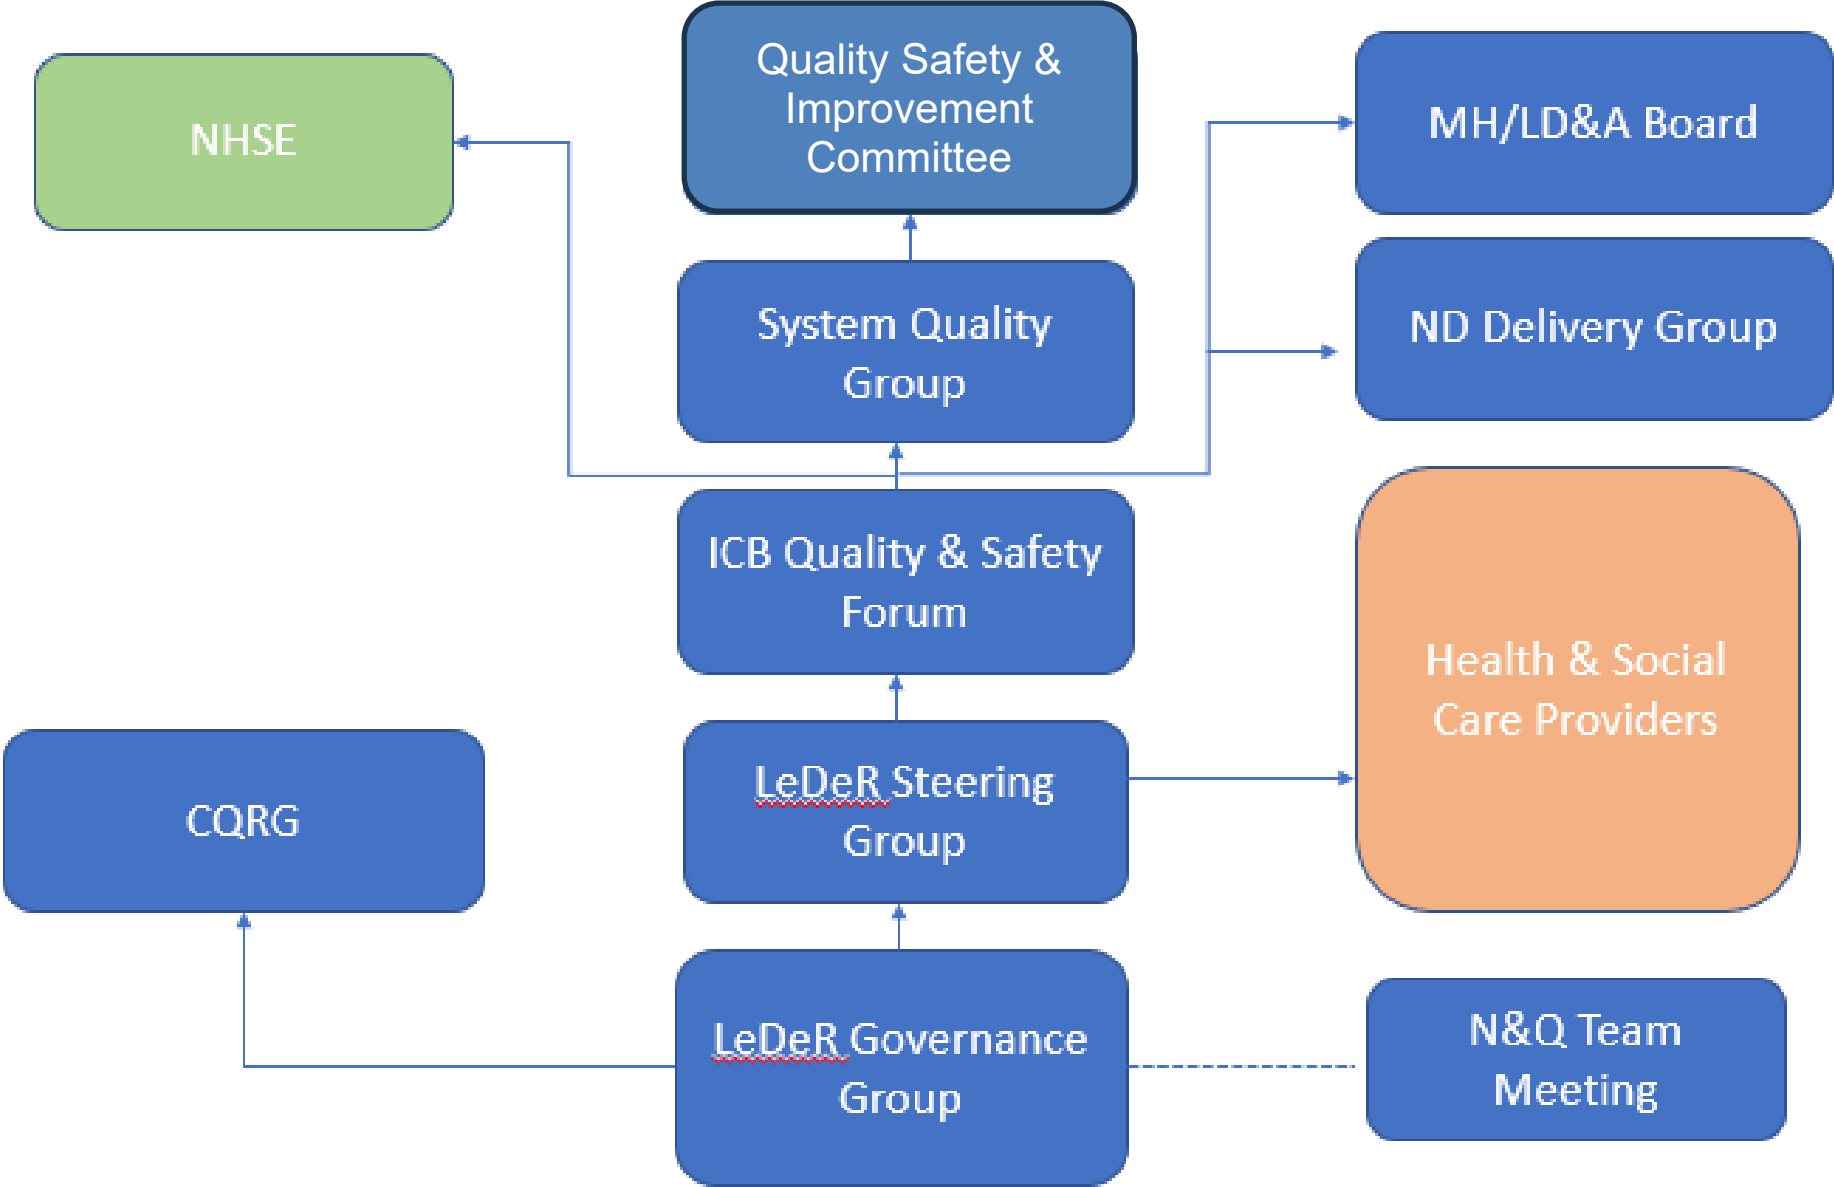 NHSE
Quality Safety &
Improvement
Committee
MH/LD&A Board
System Quality
Group
ND Delivery Group
ICB Quality & Safety
Forum
Health & Social
Care Providers
LeDeR Steering
Group
CQRG
LeDeR Governance
Group
N&Q Team
Meeting